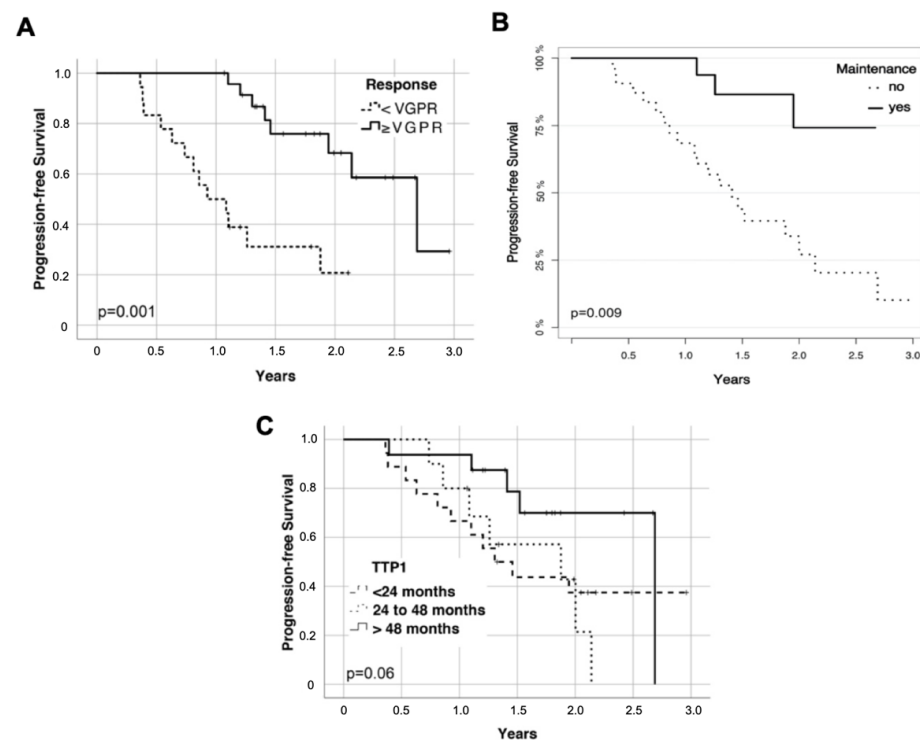 A
Progression-free Survival
1.0
0.8
0.6
0.4
0.2
0
Response
< VGPR
≥VGPR
p=0.001
0 0.5 1.0 1.5 2.0 2.5 3.0
Years
B
Progression-free Survival
100 %
75 %
50 %
25 %
0 %
Maintenance
no
yes
p=0.009
0.5 1.0 1.5 2.0 2.5 3.0
Years
C
Progression-free Survival
1.0
0.8
0.6
0.4
0.2
0
TTP1
<24 months
24 to 48 months
> 48 months
p=0.06
0 0.5 1.0 1.5 2.0 2.5 3.0
Years